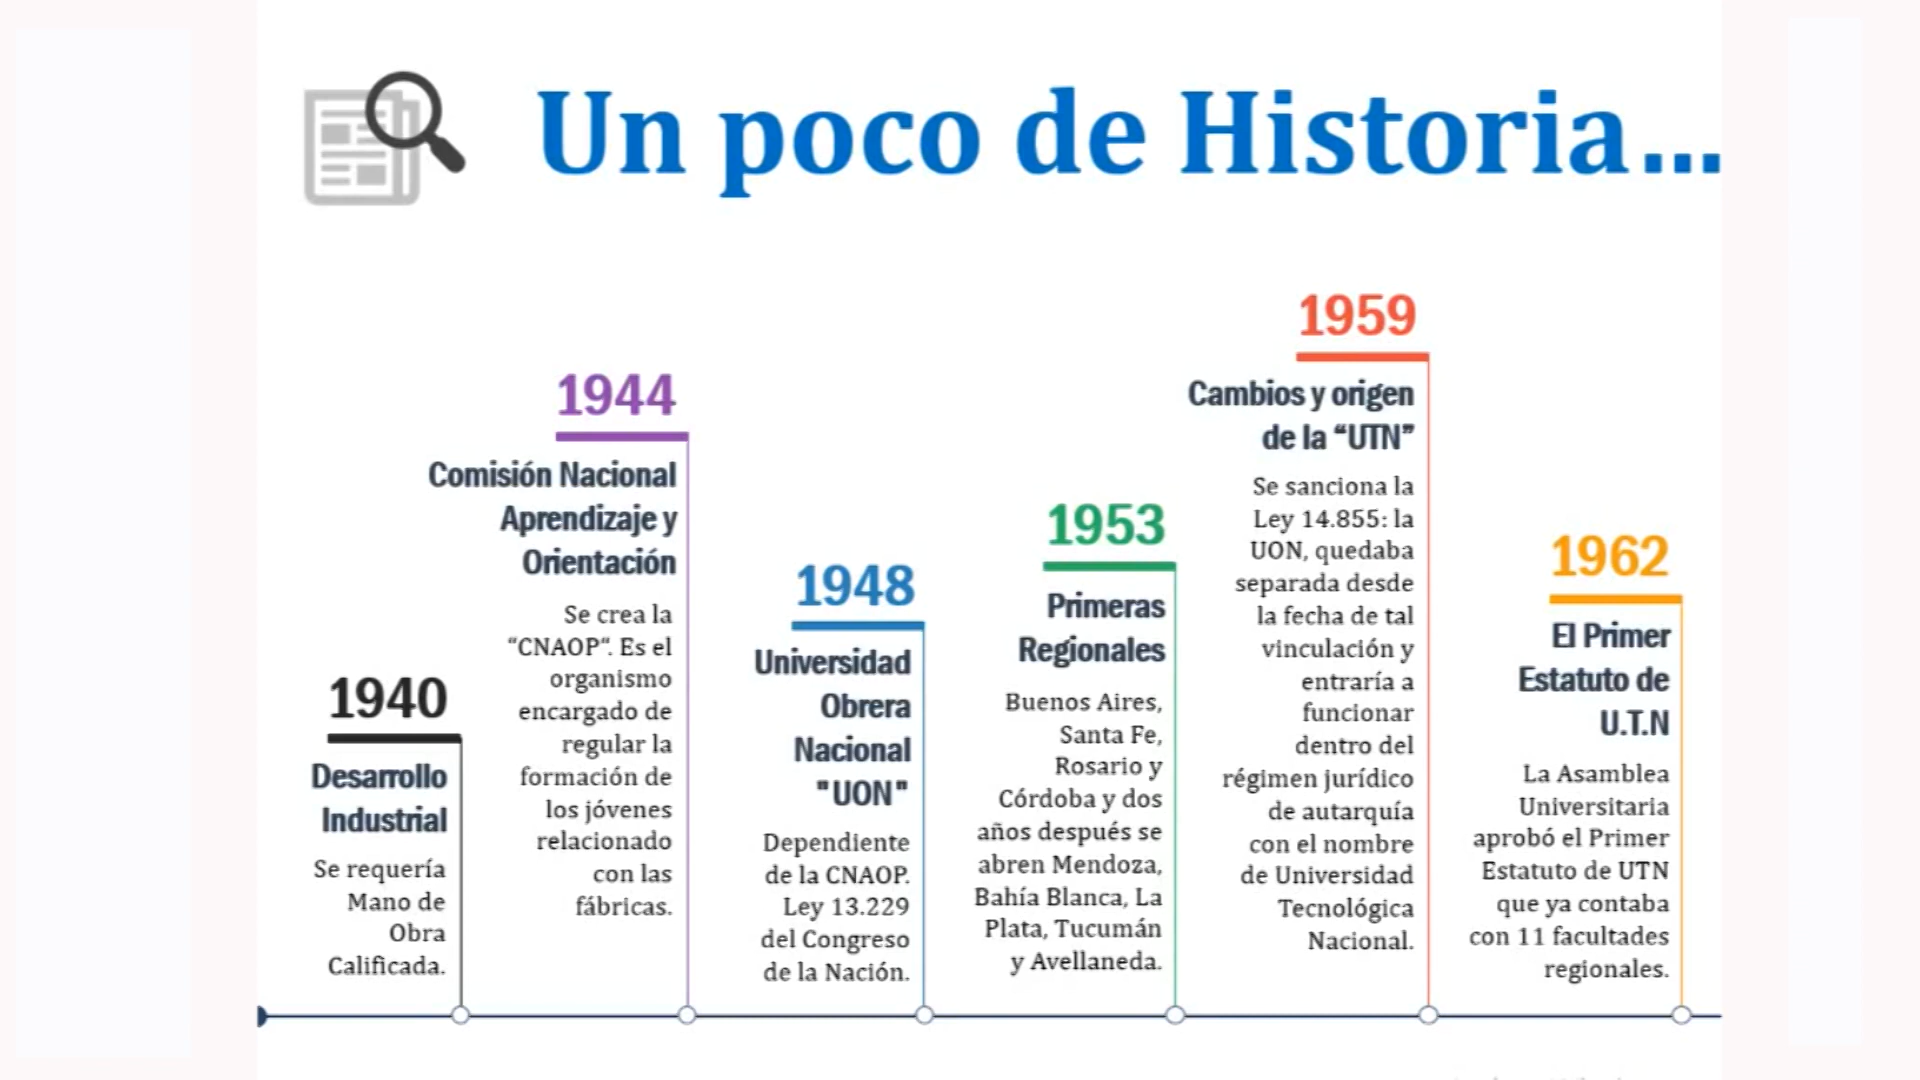 Un poco de Historia...
1940
Desarrollo
Industrial
Se requería
Mano de
Obra
Calificada.
1944
Comisión Nacional
Aprendizaje y
Orientación
Se crea la
“CNAOP“. Es el
organismo
encargado de
regular la
formación de
los jóvenes
relacionado
con las
fábricas.
1948
Universidad
Obrera
Nacional
"UON"
Dependiente
de la CNAOP.
Ley 13.229
del Congreso
de la Nación.
1953
Primeras
Regionales
Buenos Aires,
Santa Fe,
Rosario y
Córdoba y dos
años después se
abren Mendoza,
Bahía Blanca, La
Plata, Tucumán
y Avellaneda.
1959
Cambios y origen
de la “UTN”
Se sanciona la
Ley 14.855: la
UON, quedaba
separada desde
la fecha de tal
vinculación y
entraría a
funcionar
dentro del
régimen jurídico
de autarquía
con el nombre
de Universidad
Tecnológica
Nacional.
1962
El Primer
Estatuto de
U.T.N
La Asamblea
Universitaria
aprobó el Primer
Estatuto de UTN
que ya contaba
con 11 facultades
regionales.